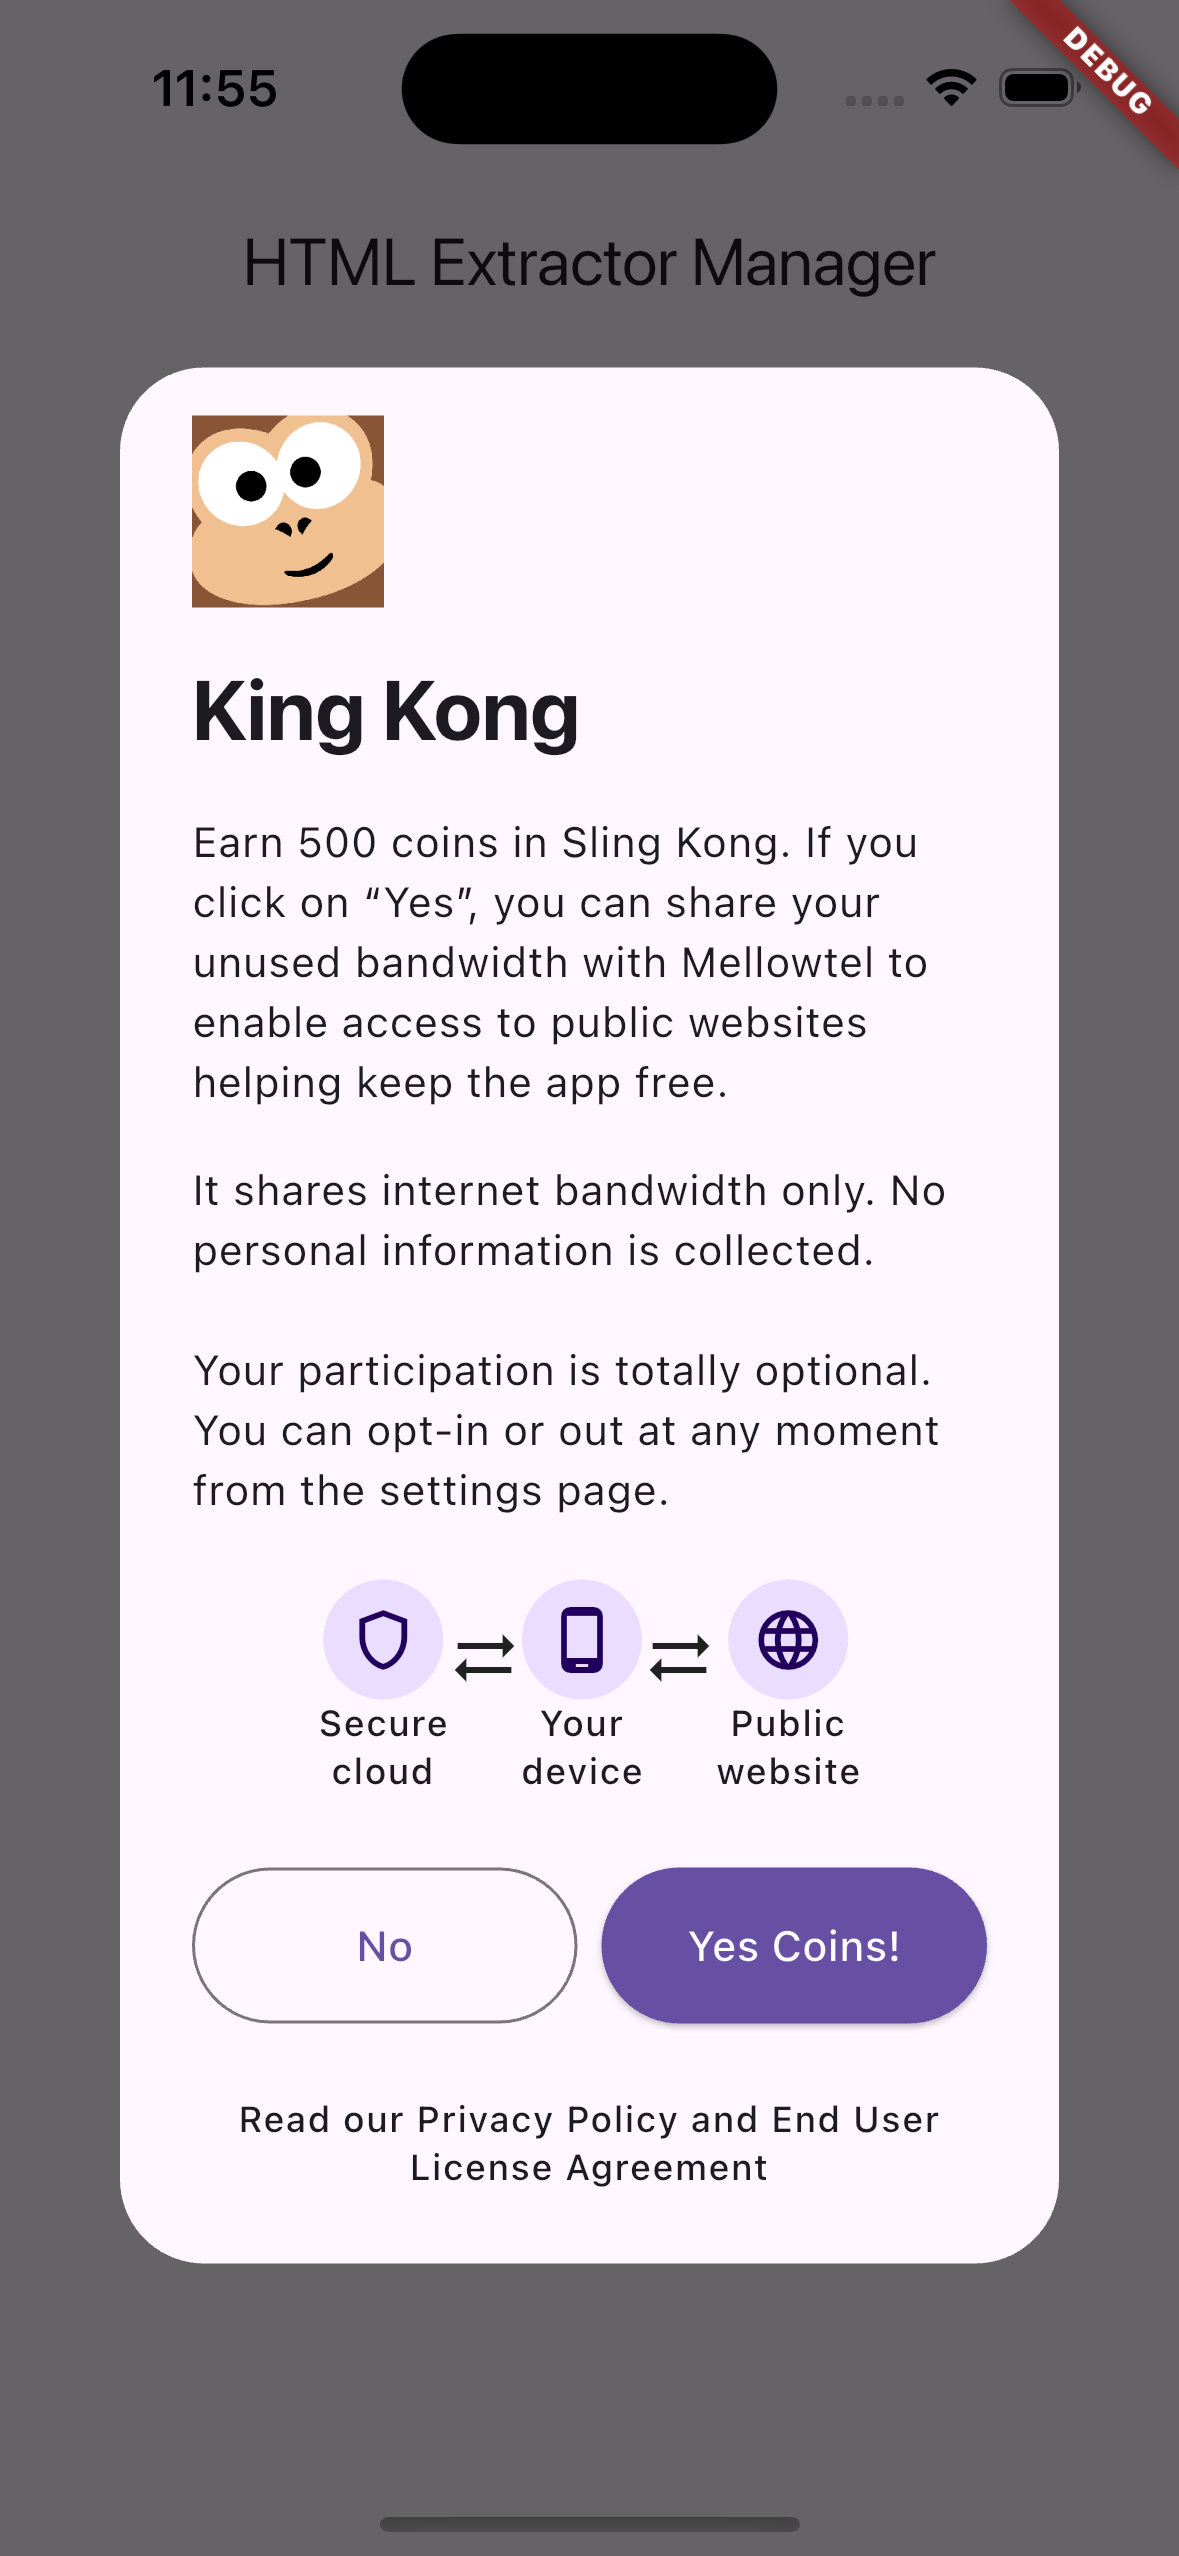 11:55
DEBUG
HTML Extractor Manager
King Kong
Earn 500 coins in Sling Kong. If you
click on “Yes”, you can share your
unused bandwidth with Mellowtel to
enable access to public websites
helping keep the app free.
It shares internet bandwidth only. No
personal information is collected.
Your participation is totally optional.
You can opt-in or out at any moment
from the settings page.
Secure
cloud
Your
device
Public
website
No
Yes Coins!
Read our Privacy Policy and End User
License Agreement